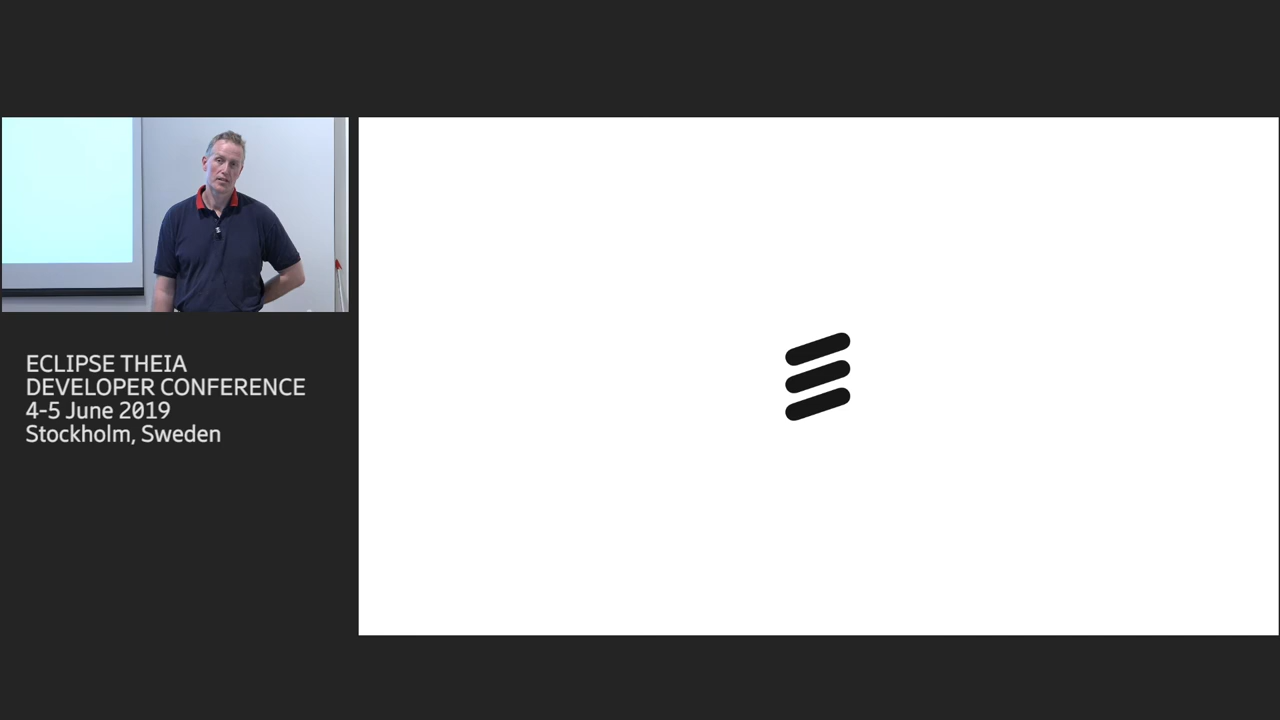 ECLIPSE THEIA
DEVELOPER CONFERENCE
4-5 June 2019
Stockholm, Sweden